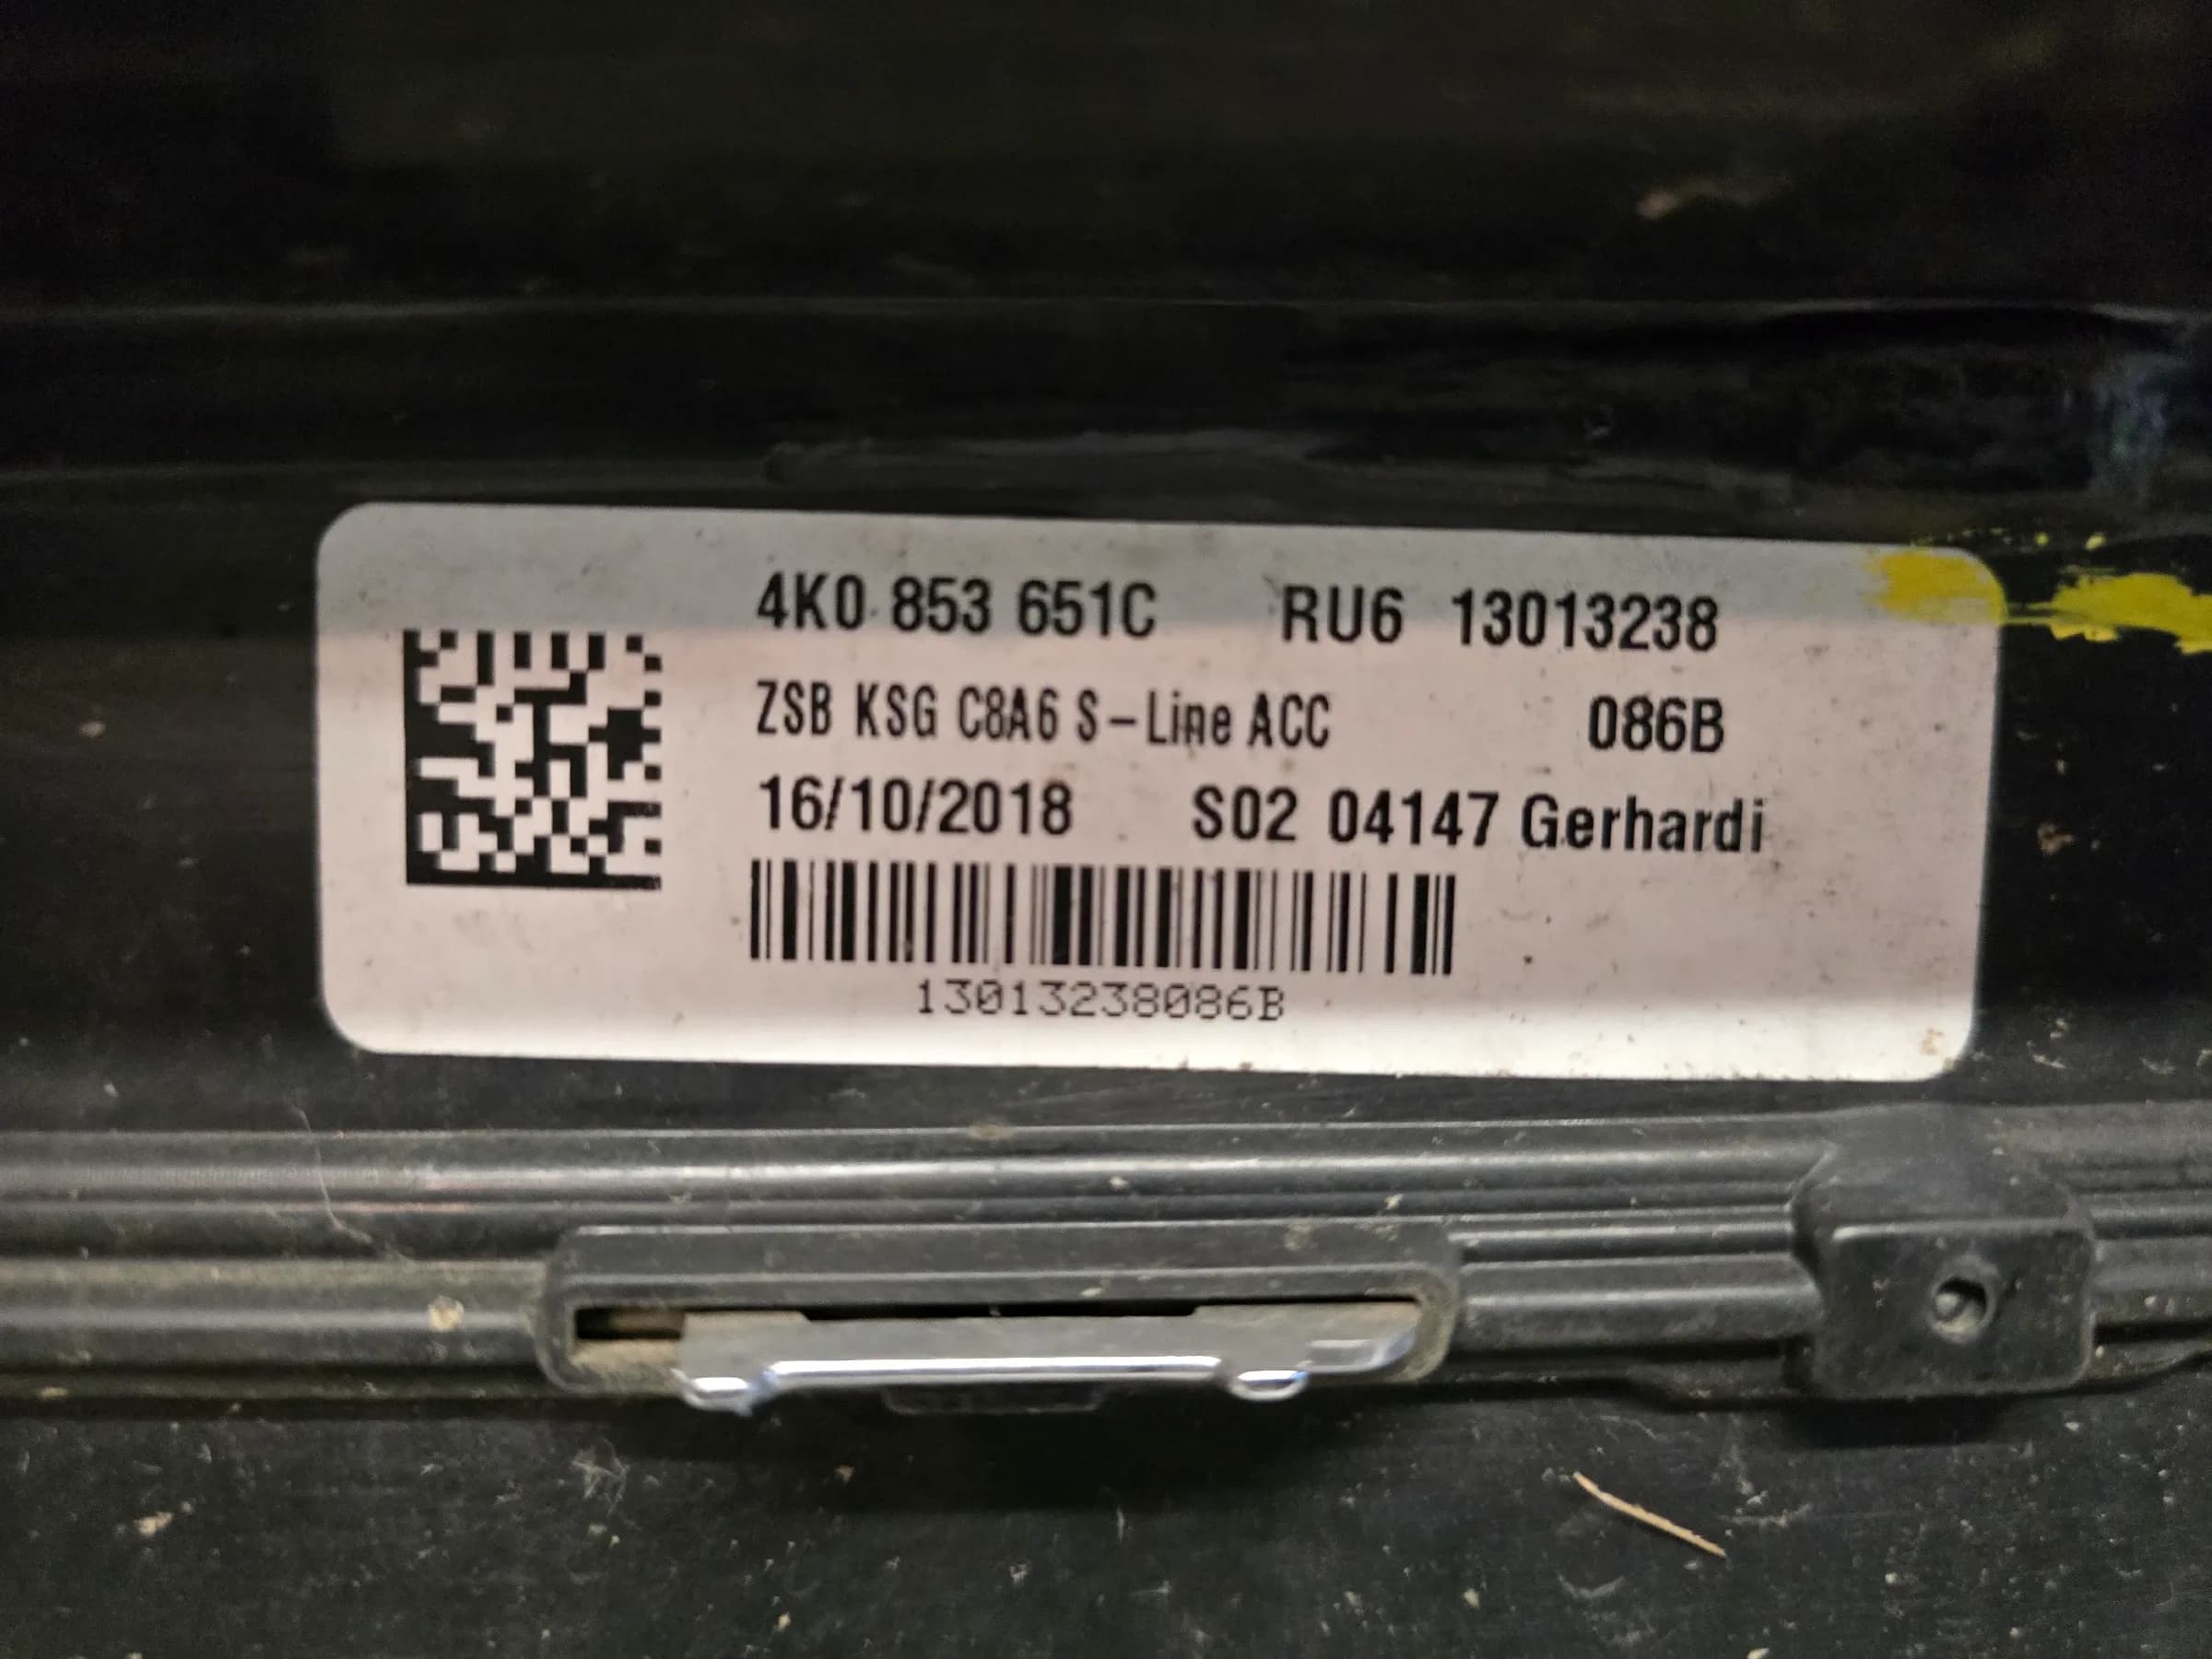 4K0 853 651C RU6 13013238
ZSB KSG C8A6 S-Line ACC 086B
16/10/2018 S02 04147 Gerhardi
13013238086B